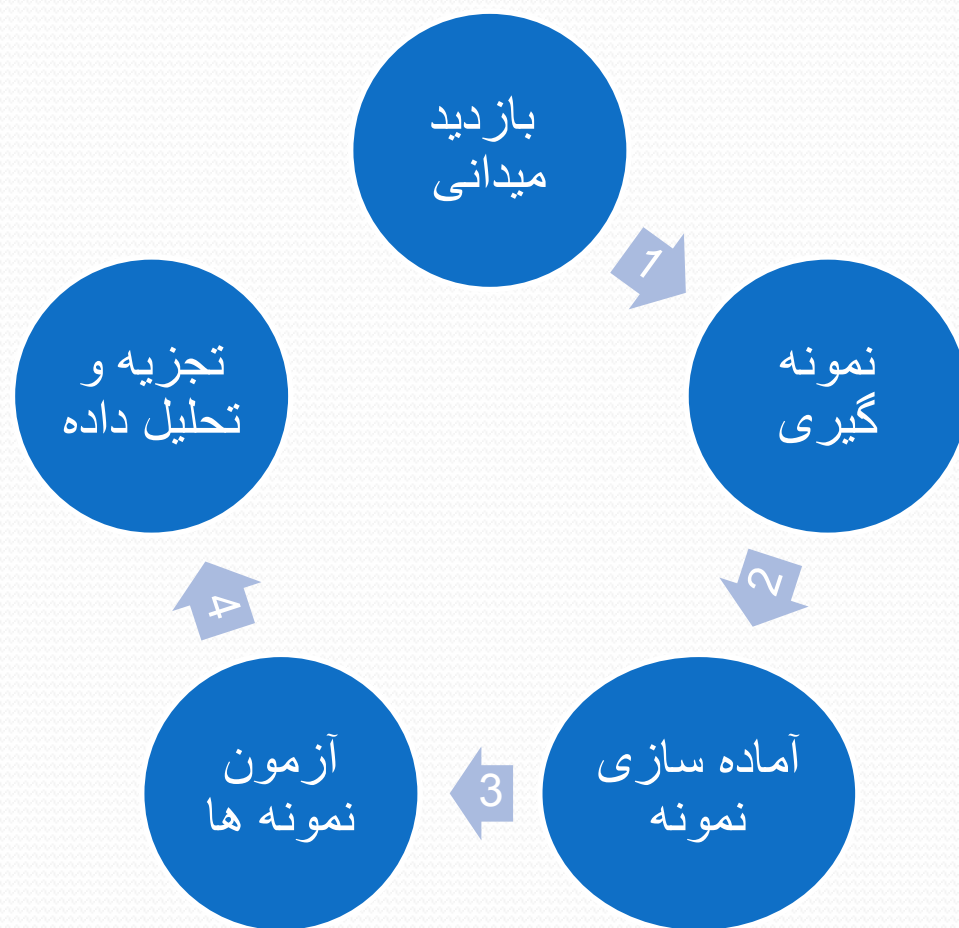 بازدید
میدانی
1
نمونه
گیری
2
آماده سازی
نمونه
3
آزمون
نمونه ها
4
تجزیه و
تحلیل داده